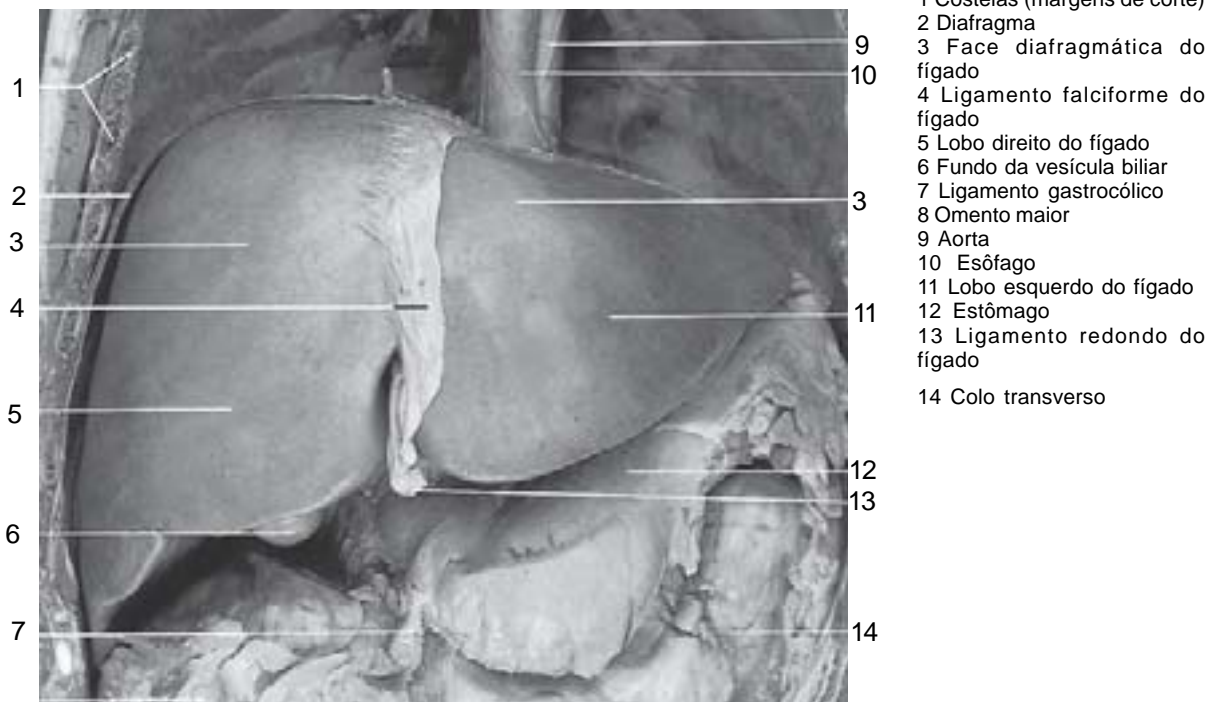 1 Costelas (margens de corte)
2 Diafragma
3 Face diafragmática do
fígado
4 Ligamento falciforme do
fígado
5 Lobo direito do fígado
6 Fundo da vesícula biliar
7 Ligamento gastrocólico
8 Omento maior
9 Aorta
10 Esôfago
11 Lobo esquerdo do fígado
12 Estômago
13 Ligamento redondo do
fígado
14 Colo transverso
1
2
3
4
5
6
7
9
10
3
11
12
13
14